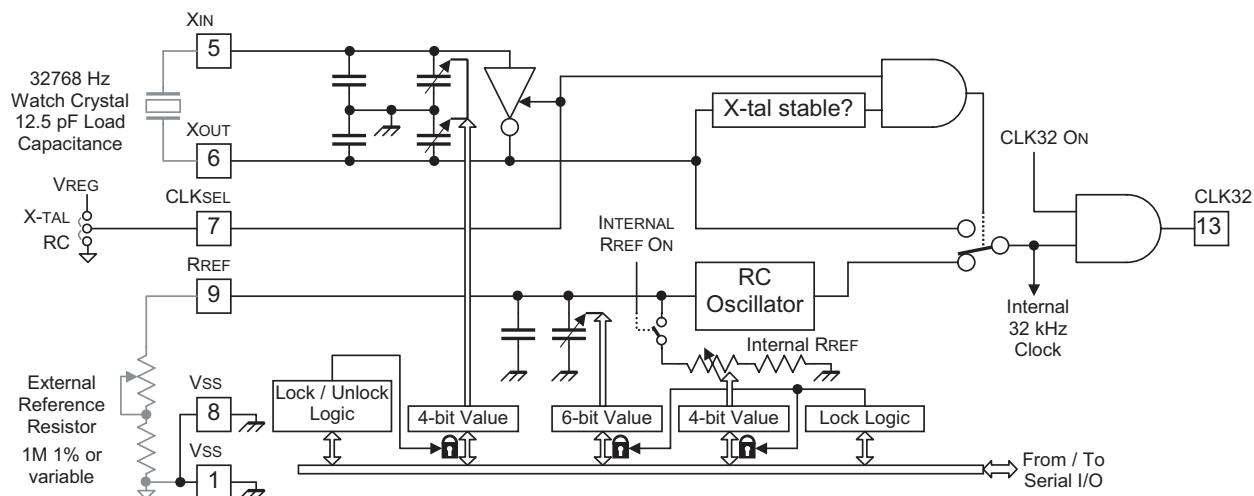 XIN
5
32768 Hz
Watch Crystal
12.5 pF Load
Capacitance
XOUT
6
X-tal stable?
CLK32 ON
VREG
X-TAL
RC
CLKSEL
7
INTERNAL
RREF ON
CLK32
13
RREF
9
RC
Oscillator
Internal
32 kHz
Clock
Internal RREF
External
Reference
Resistor
1M 1% or
variable
VSS
8
VSS
1
Lock / Unlock
Logic
4-bit Value
6-bit Value
4-bit Value
Lock Logic
From / To
Serial I/O